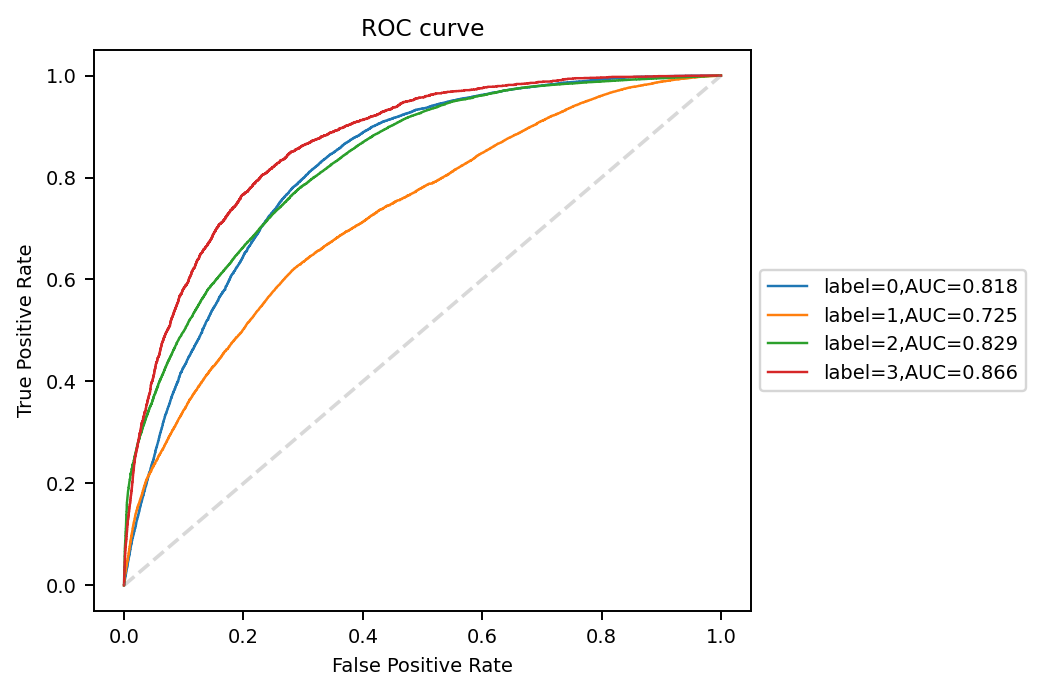 ROC curve
1.0
0.8
0.6
0.4
0.2
0.0
True Positive Rate
0.0 0.2 0.4 0.6 0.8 1.0
False Positive Rate
label=0,AUC=0.818
label=1,AUC=0.725
label=2,AUC=0.829
label=3,AUC=0.866